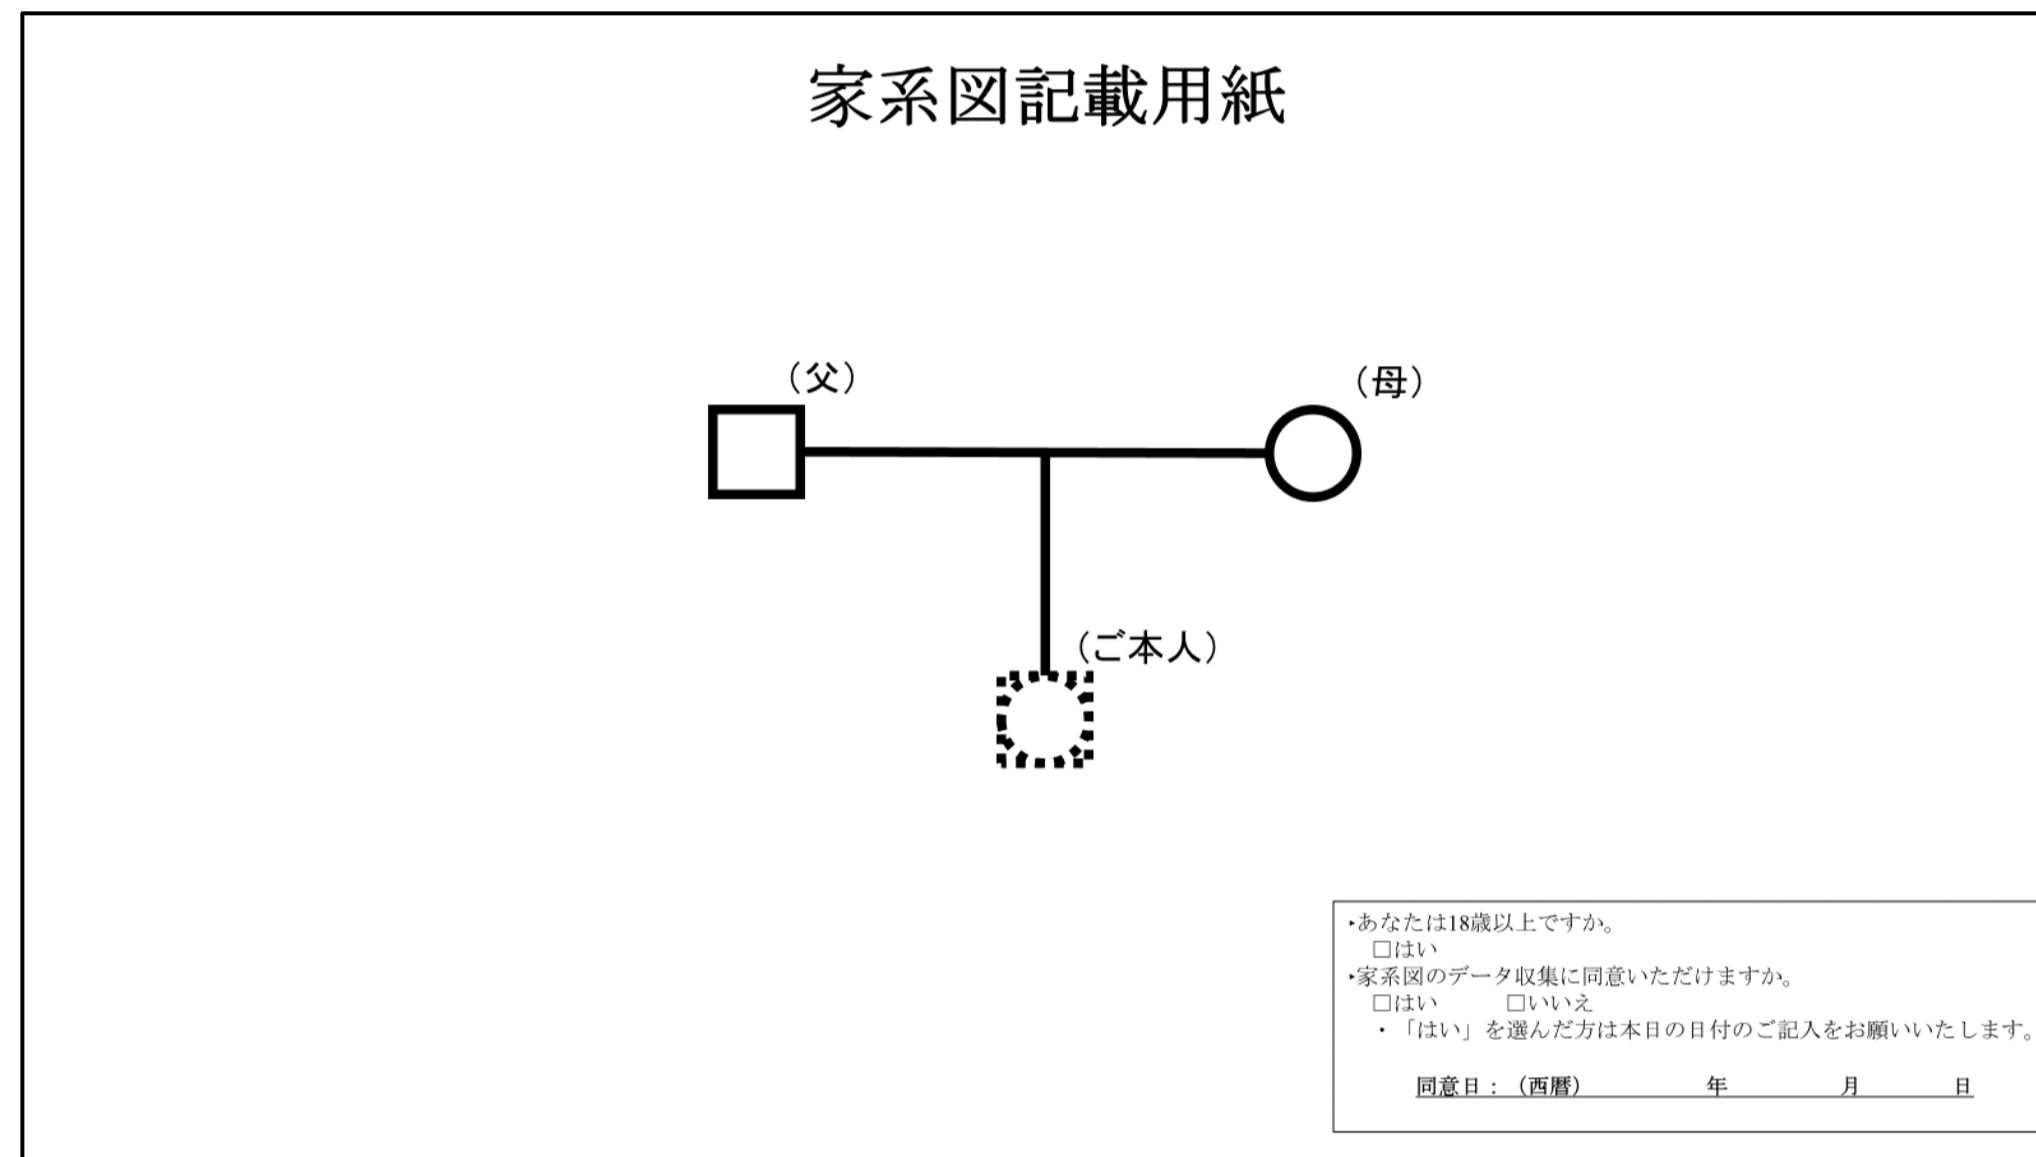 家系図記載用紙
（父）
（母）
（ご本人）
‣あなたは18歳以上ですか。
□はい
‣家系図のデータ収集に同意いただけますか。
□はい　　　□いいえ
・「はい」を選んだ方は本日の日付のご記入をお願いいたします。
同意日：（西暦）　　　　　年　　　　　月　　　　日